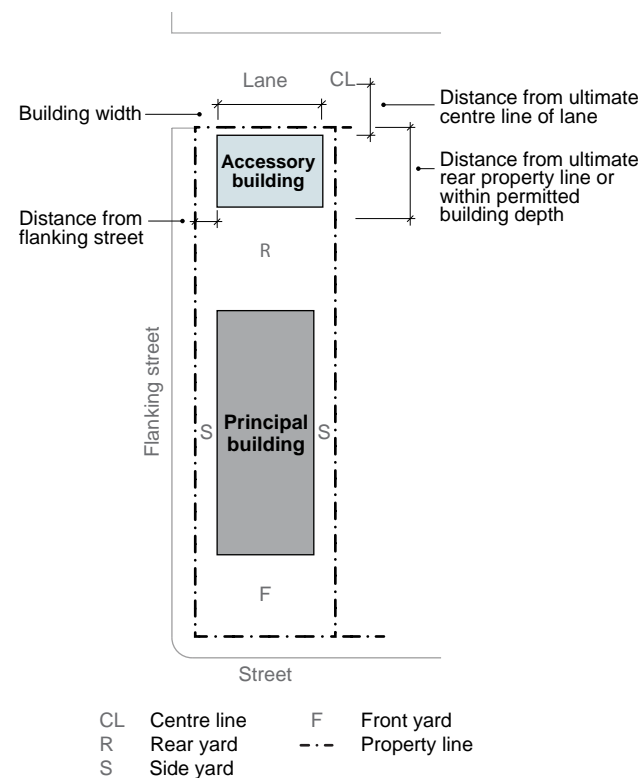 Lane
CL
Building width
Distance from ultimate
centre line of lane
Accessory
building
Distance from ultimate
rear property line or
within permitted
building depth
Distance from
flanking street
R
Flanking street
S
Principal
building
S
F
Street
CL Centre line
R Rear yard
S Side yard
F Front yard
Property line